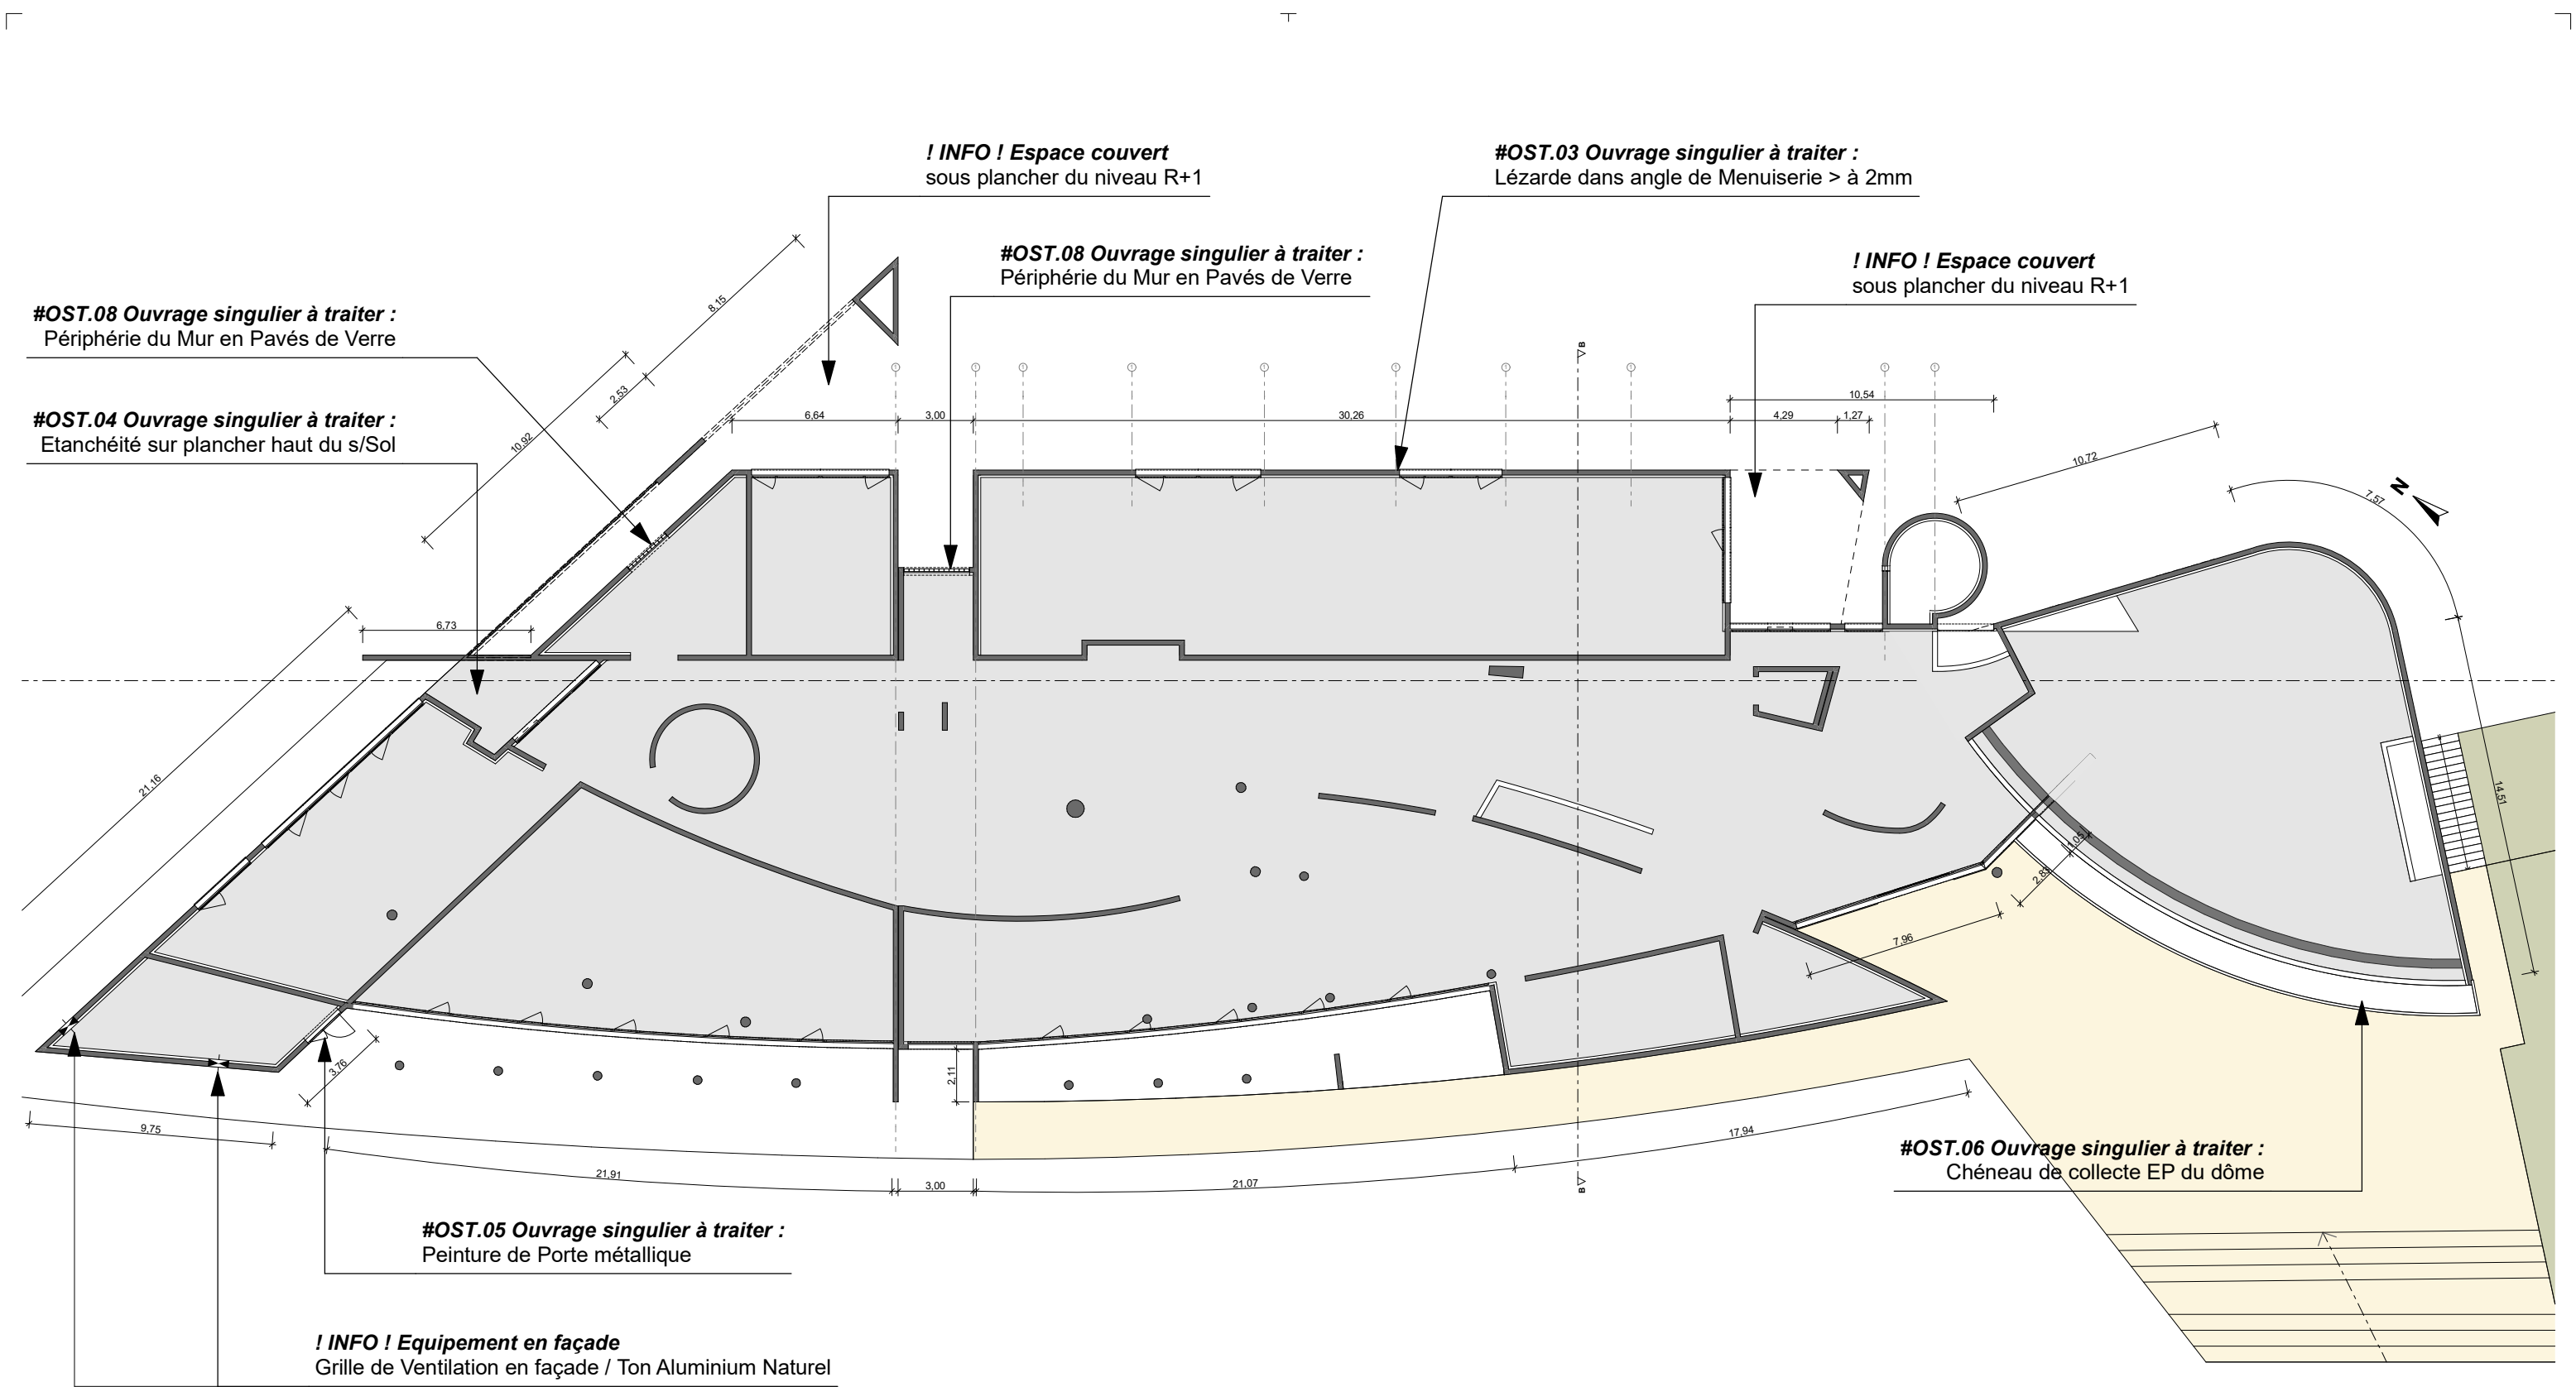 ! INFO ! Espace couvert
sous plancher du niveau R+1
#OST.03 Ouvrage singulier à traiter :
Lézarde dans angle de Menuiserie > à 2mm
#OST.08 Ouvrage singulier à traiter :
Périphérie du Mur en Pavés de Verre
! INFO ! Espace couvert
sous plancher du niveau R+1
#OST.08 Ouvrage singulier à traiter :
Périphérie du Mur en Pavés de Verre
#OST.04 Ouvrage singulier à traiter :
Etanchéité sur plancher haut du s/Sol
8,15
2,53
10,92
B
10,54
6,64
3,00
30,26
4,29
1,27
10,72
N
7,57
6,73
21,16
14,51
1,05
7,96
3,76
2,11
9,75
17,94
21,91
3,00
21,07
B
#OST.06 Ouvrage singulier à traiter :
Chéneau de collecte EP du dôme
#OST.05 Ouvrage singulier à traiter :
Peinture de Porte métallique
! INFO ! Equipement en façade
Grille de Ventilation en façade / Ton Aluminium Naturel